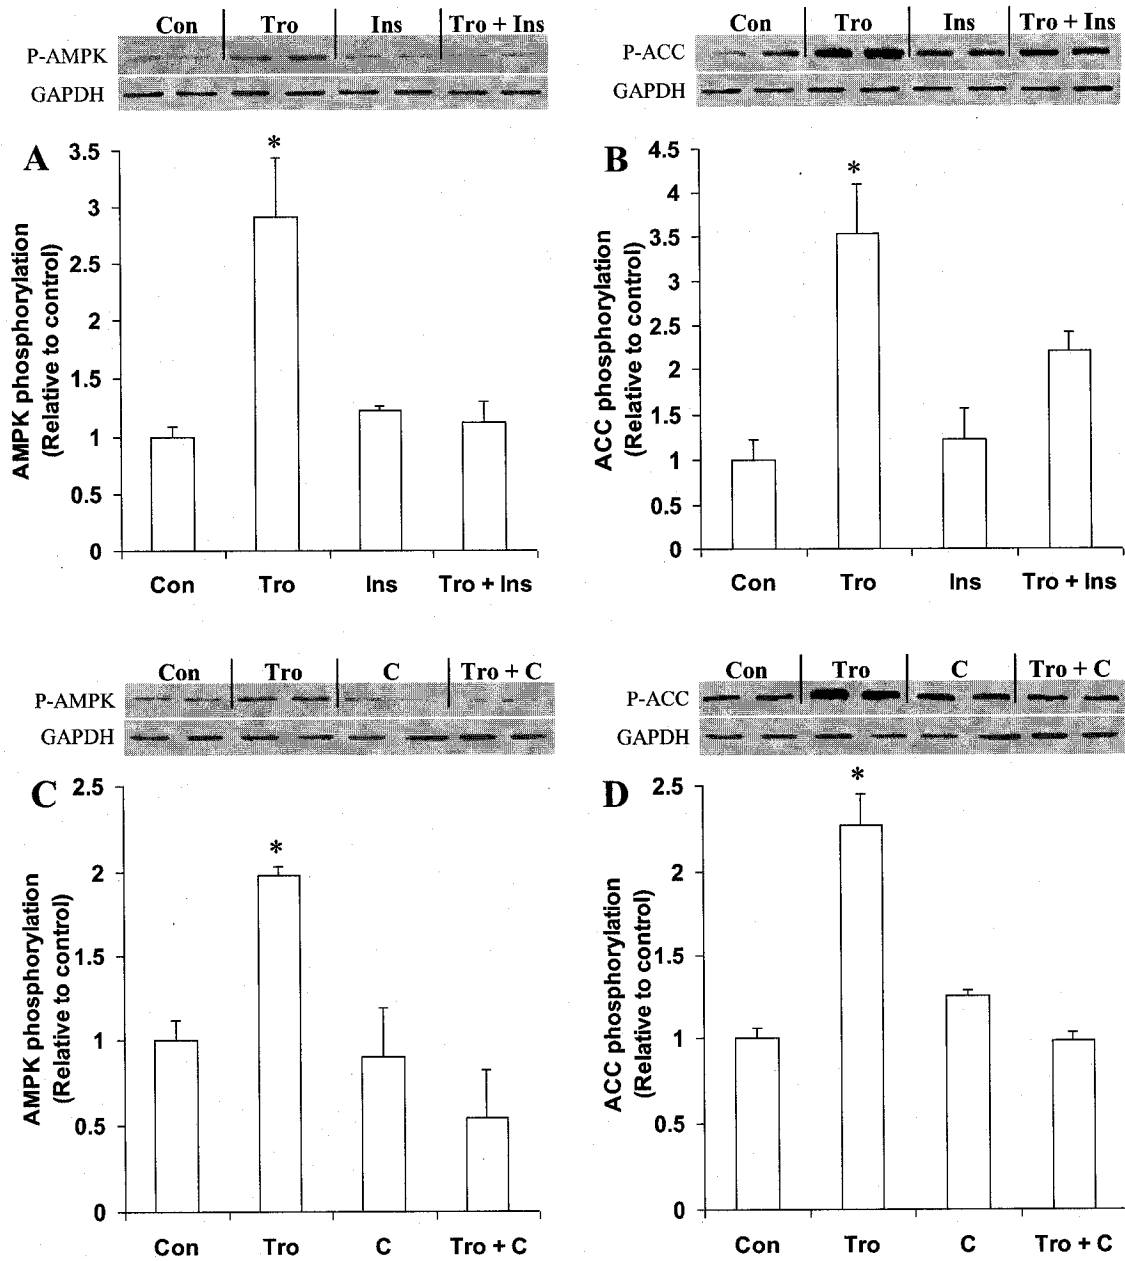 Con Tro Ins Tro + Ins
P-AMPK
GAPDH
A
*
3.5
3
2.5
2
1.5
1
0.5
0
AMPK phosphorylation
(Relative to control)
Con Tro Ins Tro + Ins
Con Tro Ins Tro + Ins
P-ACC
GAPDH
B
*
4.5
4
3.5
3
2.5
2
1.5
1
0.5
0
ACC phosphorylation
(Relative to control)
Con Tro Ins Tro + Ins
Con Tro C Tro + C
P-AMPK
GAPDH
C
*
2.5
2
1.5
1
0.5
0
AMPK phosphorylation
(Relative to control)
Con Tro C Tro + C
Con Tro C Tro + C
P-ACC
GAPDH
D
*
2.5
2
1.5
1
0.5
0
ACC phosphorylation
(Relative to control)
Con Tro C Tro + C